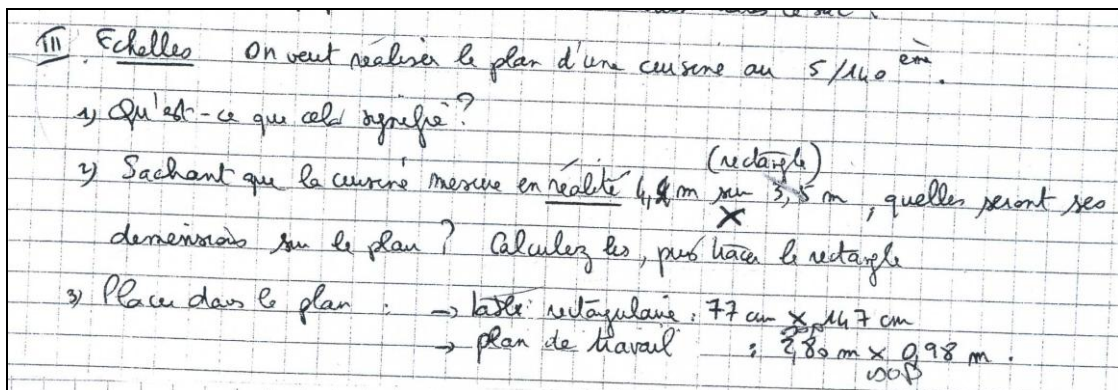 III. Echelles On veut réaliser le plan d'une cuisine au 5/140 ème.
1) Qu'est-ce que cela signifie ?
(rectangle)
2) Sachant que la cuisine mesure en réalité m sur 3,5 m, quelles seront ses
X
dimensions sur le plan ? Calculez les, puis tracer le rectangle
3) Placer dans le plan : → table rectangulaire : 77 cm X 147 cm
→ plan de travail : 2,80 m X 0,98 m.